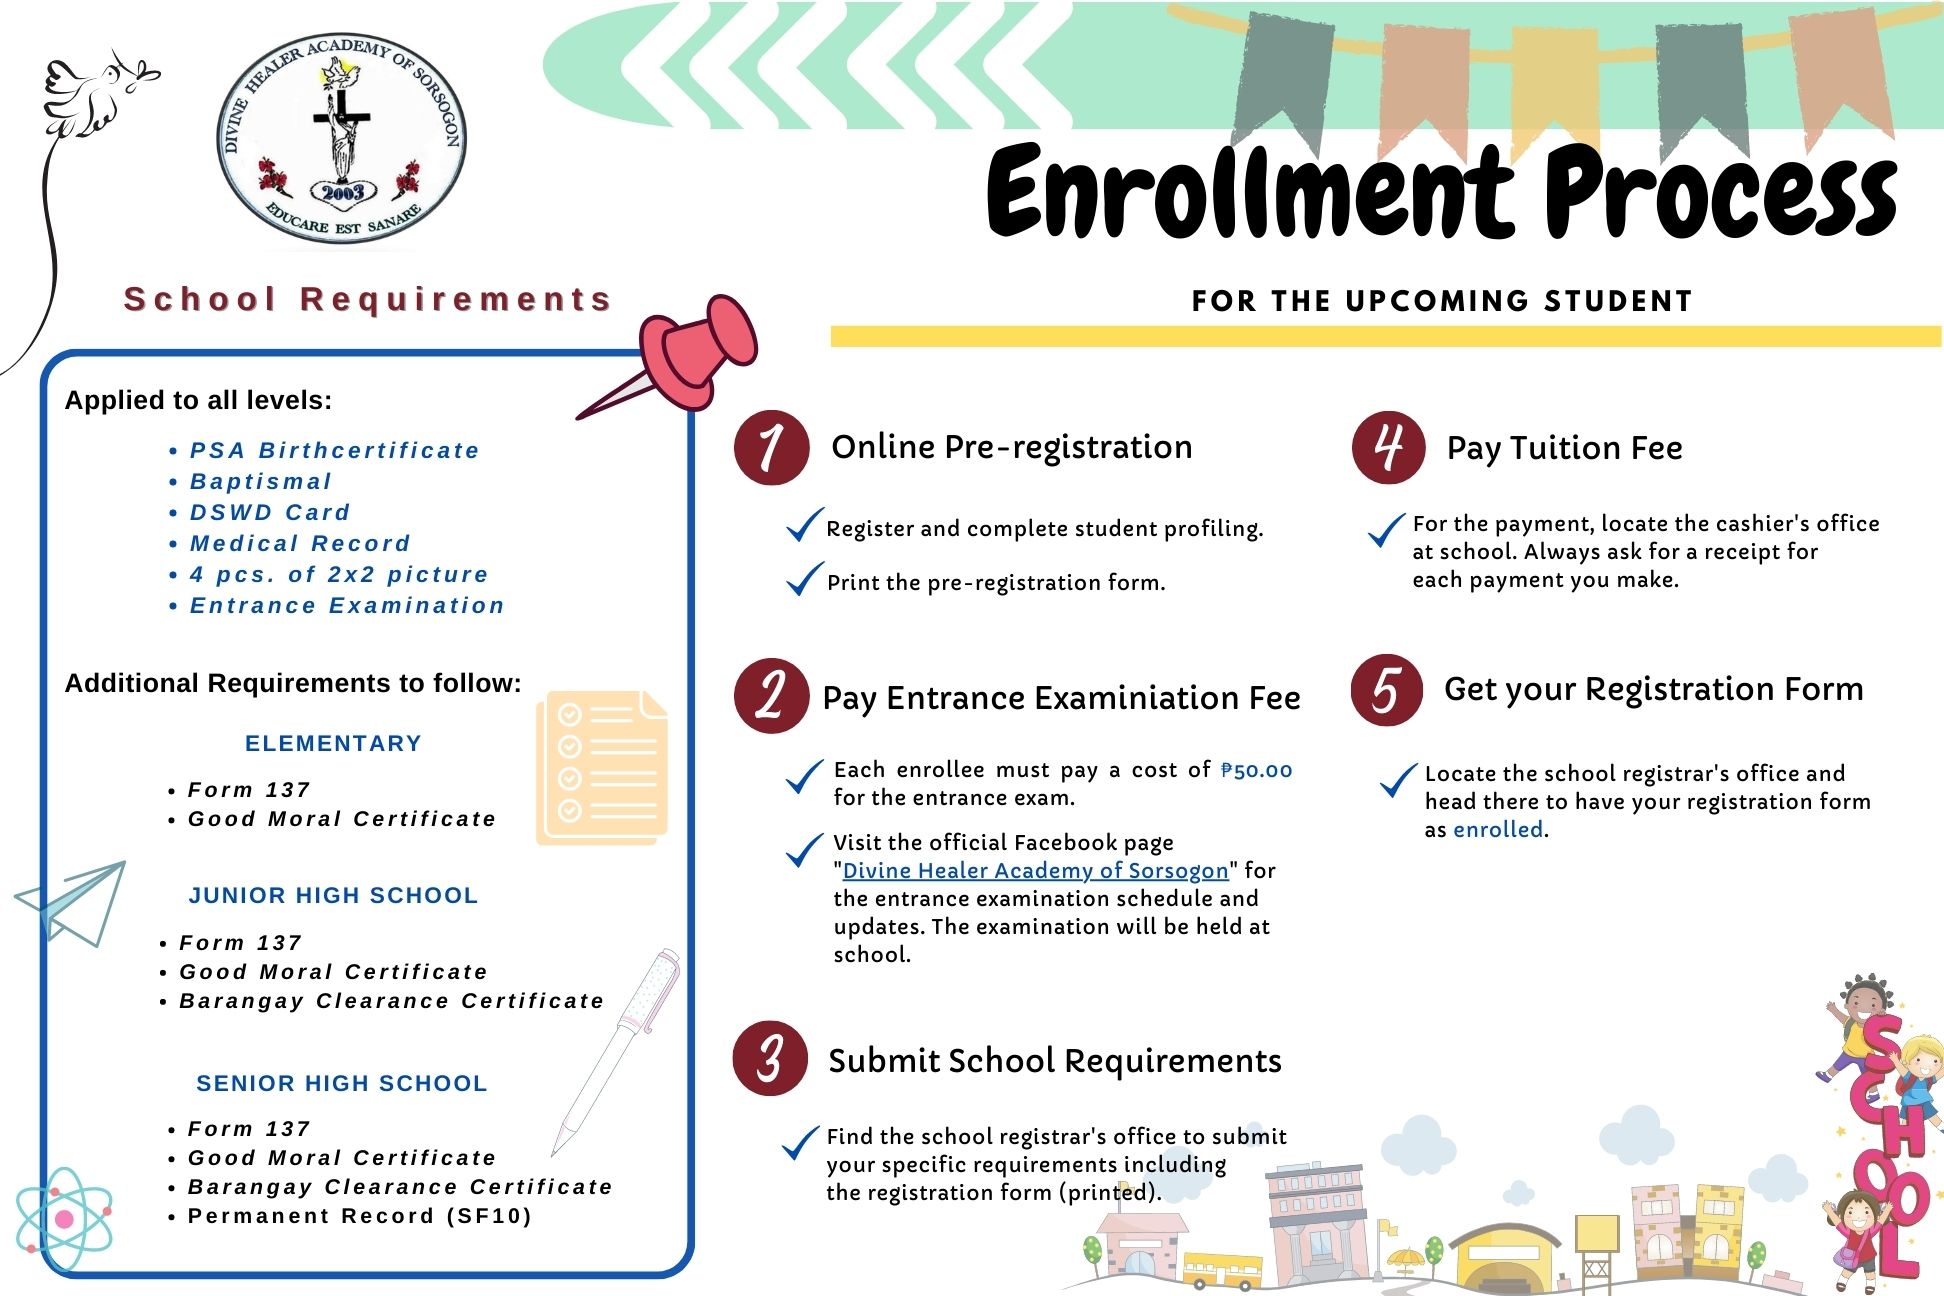 DIVINE HEALER ACADEMY OF SORSOGON
2003
EDUCARE EST SANARE
Enrollment Process
FOR THE UPCOMING STUDENT
School Requirements
Applied to all levels:
• PSA Birthcertificate
• Baptismal
• DSWD Card
• Medical Record
• 4 pcs. of 2x2 picture
• Entrance Examination
Additional Requirements to follow:
ELEMENTARY
• Form 137
• Good Moral Certificate
JUNIOR HIGH SCHOOL
• Form 137
• Good Moral Certificate
• Barangay Clearance Certificate
SENIOR HIGH SCHOOL
• Form 137
• Good Moral Certificate
• Barangay Clearance Certificate
• Permanent Record (SF10)
1 Online Pre-registration
Register and complete student profiling.
Print the pre-registration form.
2 Pay Entrance Examiniation Fee
Each enrollee must pay a cost of ₱50.00
for the entrance exam.
Visit the official Facebook page
"Divine Healer Academy of Sorsogon" for
the entrance examination schedule and
updates. The examination will be held at
school.
3 Submit School Requirements
Find the school registrar's office to submit
your specific requirements including
the registration form (printed).
4 Pay Tuition Fee
For the payment, locate the cashier's office
at school. Always ask for a receipt for
each payment you make.
5 Get your Registration Form
Locate the school registrar's office and
head there to have your registration form
as enrolled.
SCHOOL